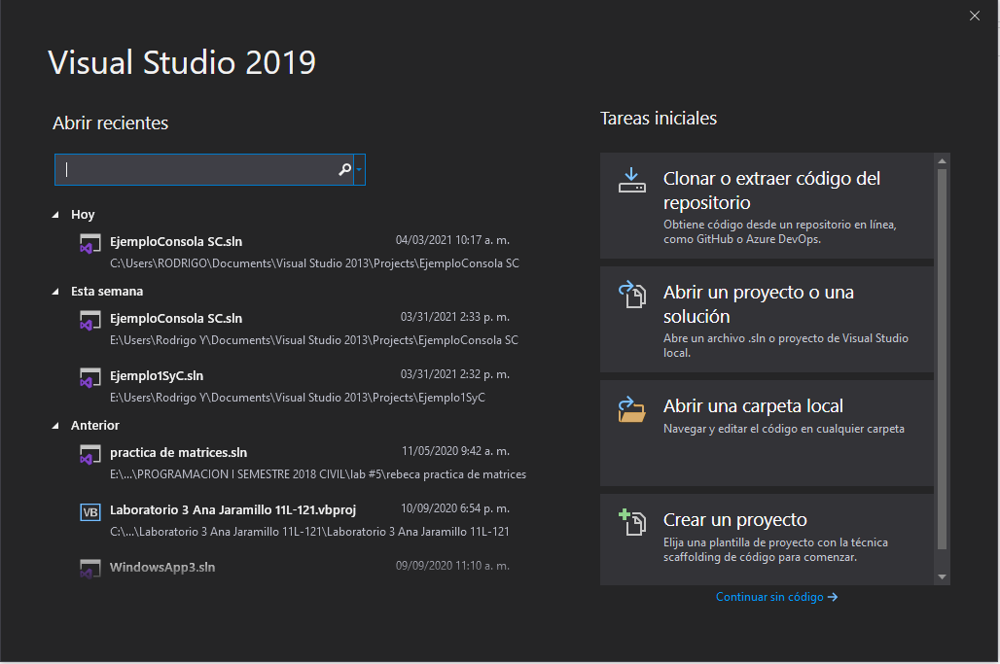 Visual Studio 2019
Abrir recientes
Hoy
EjemploConsola SC.sln 04/03/2021 10:17 a. m.
C:\Users\RODRIGO\Documents\Visual Studio 2013\Projects\EjemploConsola SC
Esta semana
EjemploConsola SC.sln 03/31/2021 2:33 p. m.
E:\Users\Rodrigo Y\Documents\Visual Studio 2013\Projects\EjemploConsola SC
Ejemplo1SyC.sln 03/31/2021 2:32 p. m.
E:\Users\Rodrigo Y\Documents\Visual Studio 2013\Projects\Ejemplo1SyC
Anterior
practica de matrices.sln 11/05/2020 9:42 a. m.
E:\...\PROGRAMACION I SEMESTRE 2018 CIVIL\lab #5\rebeca practica de matrices
VB Laboratorio 3 Ana Jaramillo 11L-121.vbproj 10/09/2020 6:54 p. m.
C:\...\Laboratorio 3 Ana Jaramillo 11L-121\Laboratorio 3 Ana Jaramillo 11L-121
WindowsApp3.sln 09/09/2020 11:10 a. m.
Tareas iniciales
Clonar o extraer código del
repositorio
Obtiene código desde un repositorio en línea,
como GitHub o Azure DevOps.
Abrir un proyecto o una
solución
Abre un archivo .sln o proyecto de Visual Studio
local.
Abrir una carpeta local
Navegar y editar el código en cualquier carpeta
Crear un proyecto
Elija una plantilla de proyecto con la técnica
scaffolding de código para comenzar.
Continuar sin código →